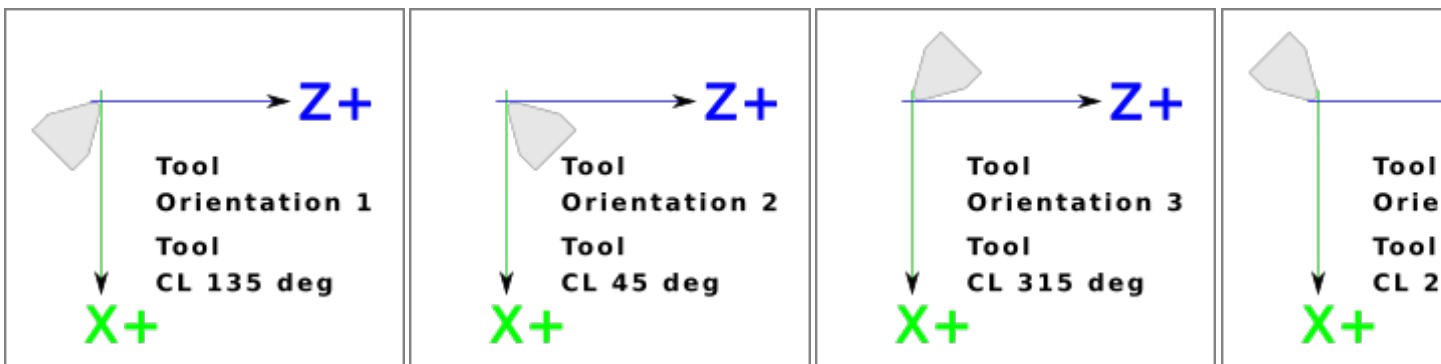 Z+
Tool
Orientation 1
Tool
CL 135 deg
X+
Z+
Tool
Orientation 2
Tool
CL 45 deg
X+
Z+
Tool
Orientation 3
Tool
CL 315 deg
X+
Tool
Tool
CL
X+